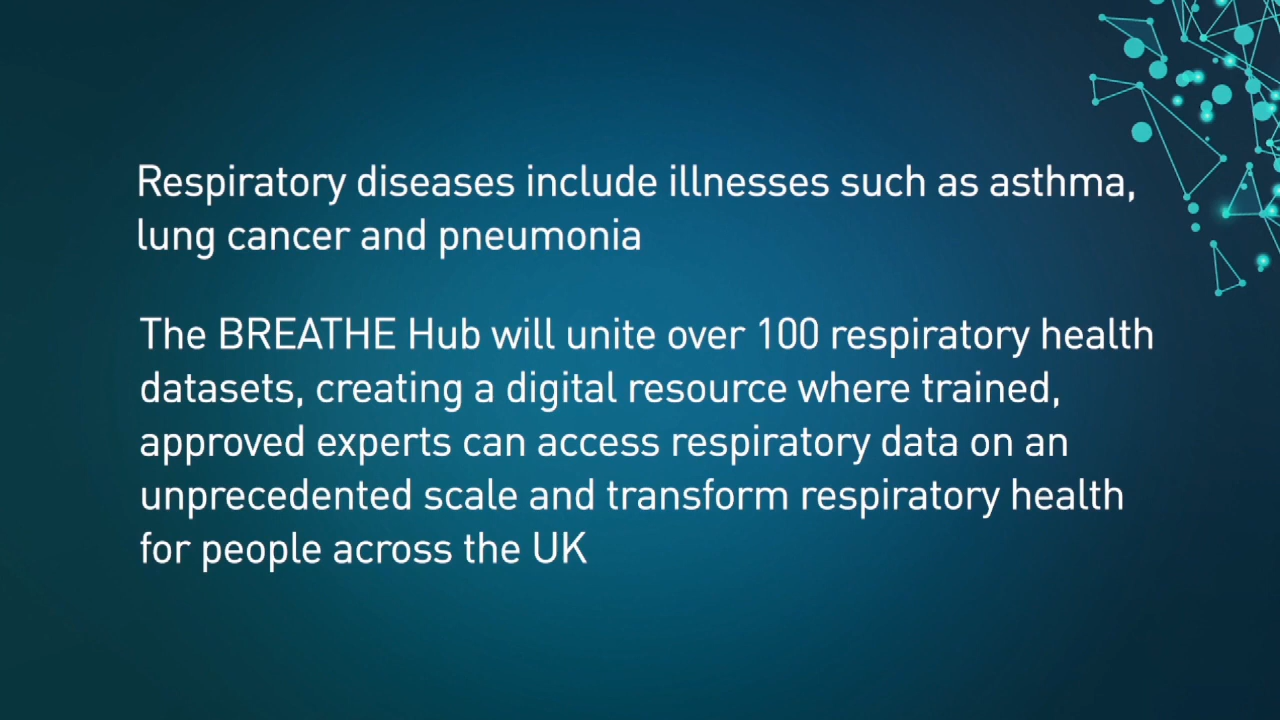 Respiratory diseases include illnesses such as asthma,
lung cancer and pneumonia
The BREATHE Hub will unite over 100 respiratory health
datasets, creating a digital resource where trained,
approved experts can access respiratory data on an
unprecedented scale and transform respiratory health
for people across the UK